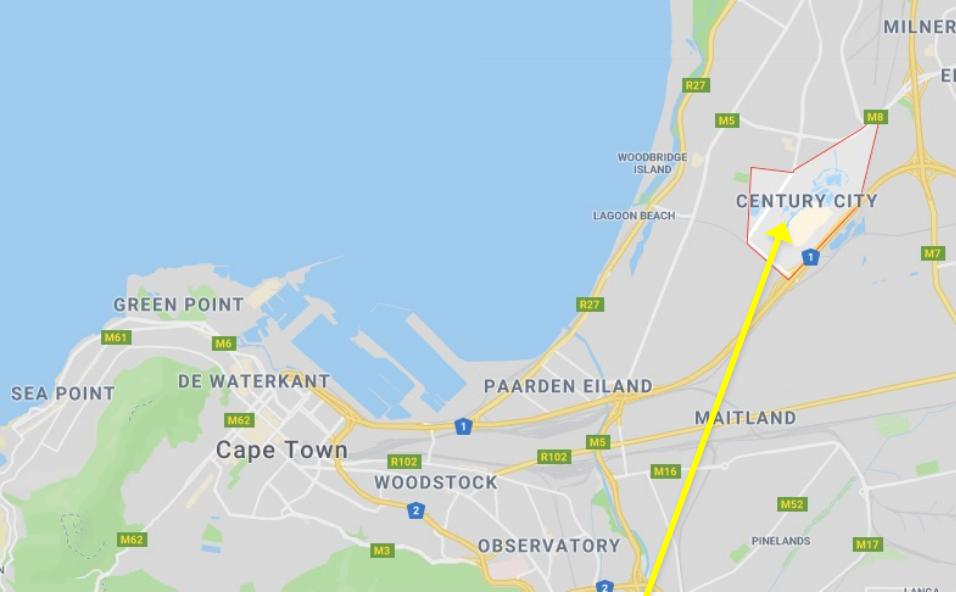 MILNER
R27
M8
M5
WOODBRIDGE
ISLAND
CENTURY CITY
LAGOON BEACH
1
M7
GREEN POINT
R27
M61
M6
DE WATERKANT
SEA POINT
PAARDEN EILAND
M62
MAITLAND
1
Cape Town
M5
R102
R102
M16
WOODSTOCK
M52
2
M62
M3
OBSERVATORY
PINELANDS
M17
2
LANGA